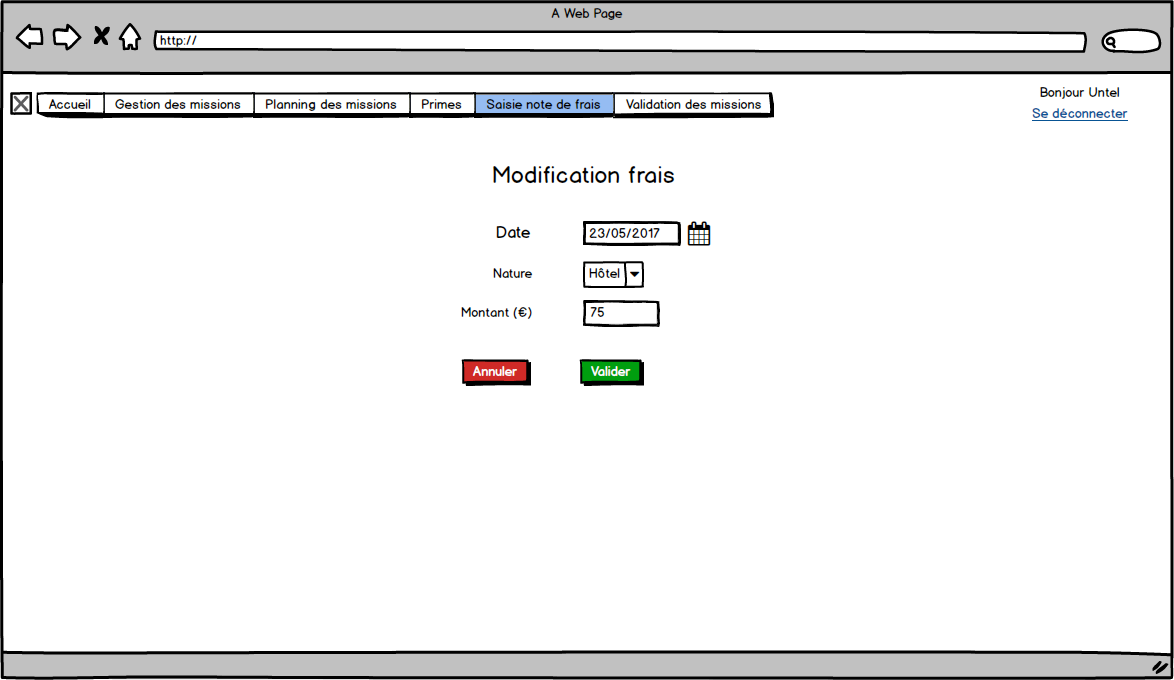 A Web Page
http://
Accueil Gestion des missions Planning des missions Primes Saisie note de frais Validation des missions
Bonjour Untel
Se déconnecter
Modification frais
Date 23/05/2017
Nature Hôtel
Montant (€) 75
Annuler Valider